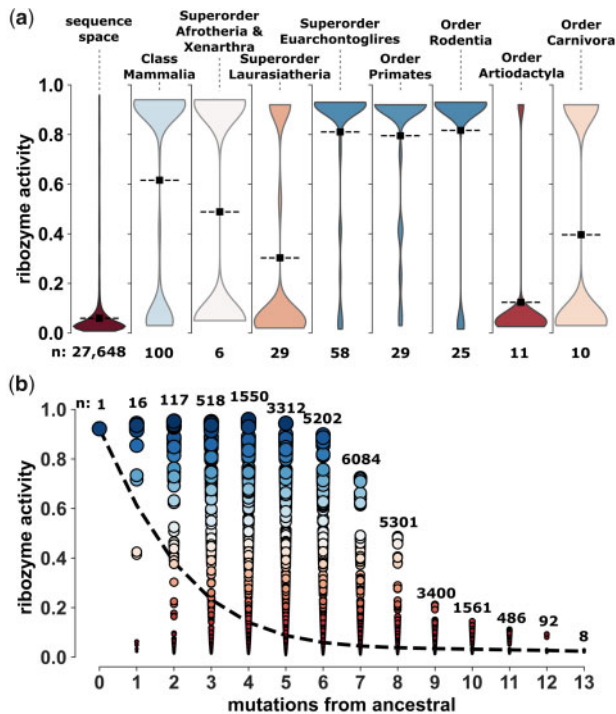 (a)
sequence space
Class Mammalia
Superorder Afrotheria & Xenarthra
Superorder Laurasiatheria
Superorder Euarchontoglires
Order Primates
Order Rodentia
Order Artiodactyla
Order Carnivora
ribozyme activity
1.0
0.8
0.6
0.4
0.2
0.0
n: 27,648 100 6 29 58 29 25 11 10
(b)
n: 1 16 117 518 1550 3312 5202 6084 5301 3400 1561 486 92 8
ribozyme activity
1.0
0.8
0.6
0.4
0.2
0.0
0 1 2 3 4 5 6 7 8 9 10 11 12 13
mutations from ancestral